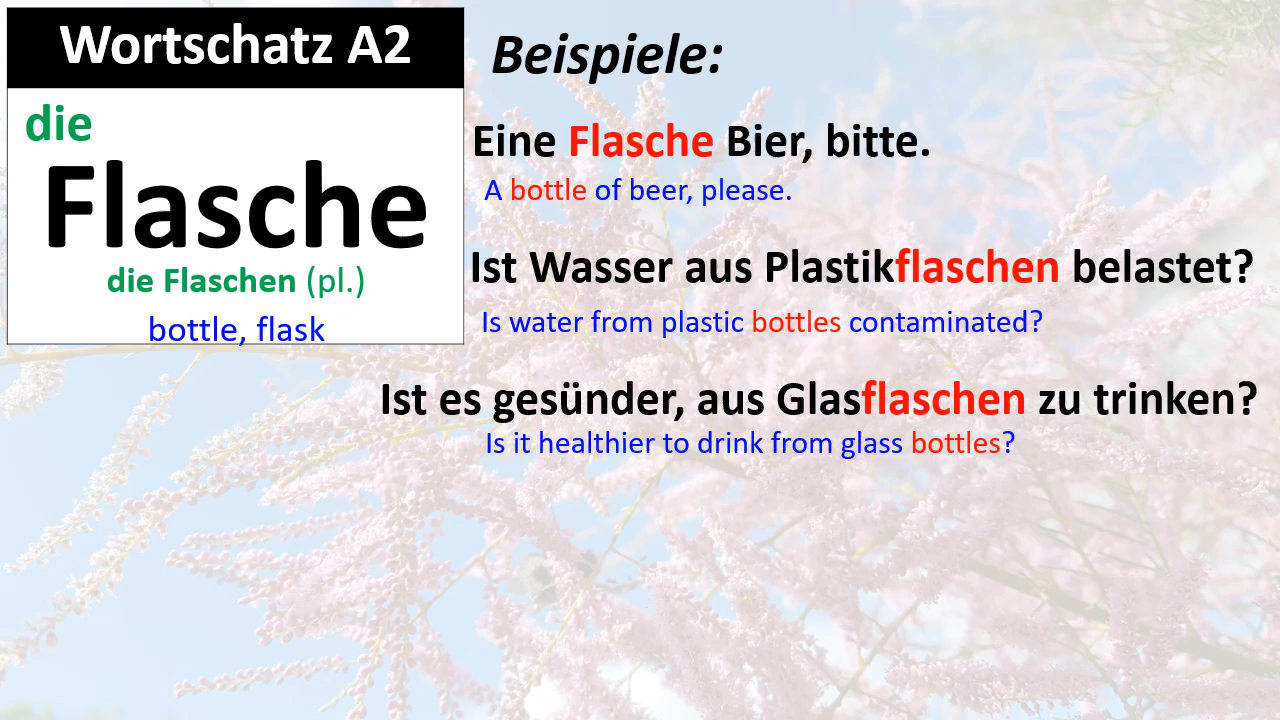 Wortschatz A2
die
Flasche
die Flaschen (pl.)
bottle, flask
Beispiele:
Eine Flasche Bier, bitte.
A bottle of beer, please.
Ist Wasser aus Plastikflaschen belastet?
Is water from plastic bottles contaminated?
Ist es gesünder, aus Glasflaschen zu trinken?
Is it healthier to drink from glass bottles?